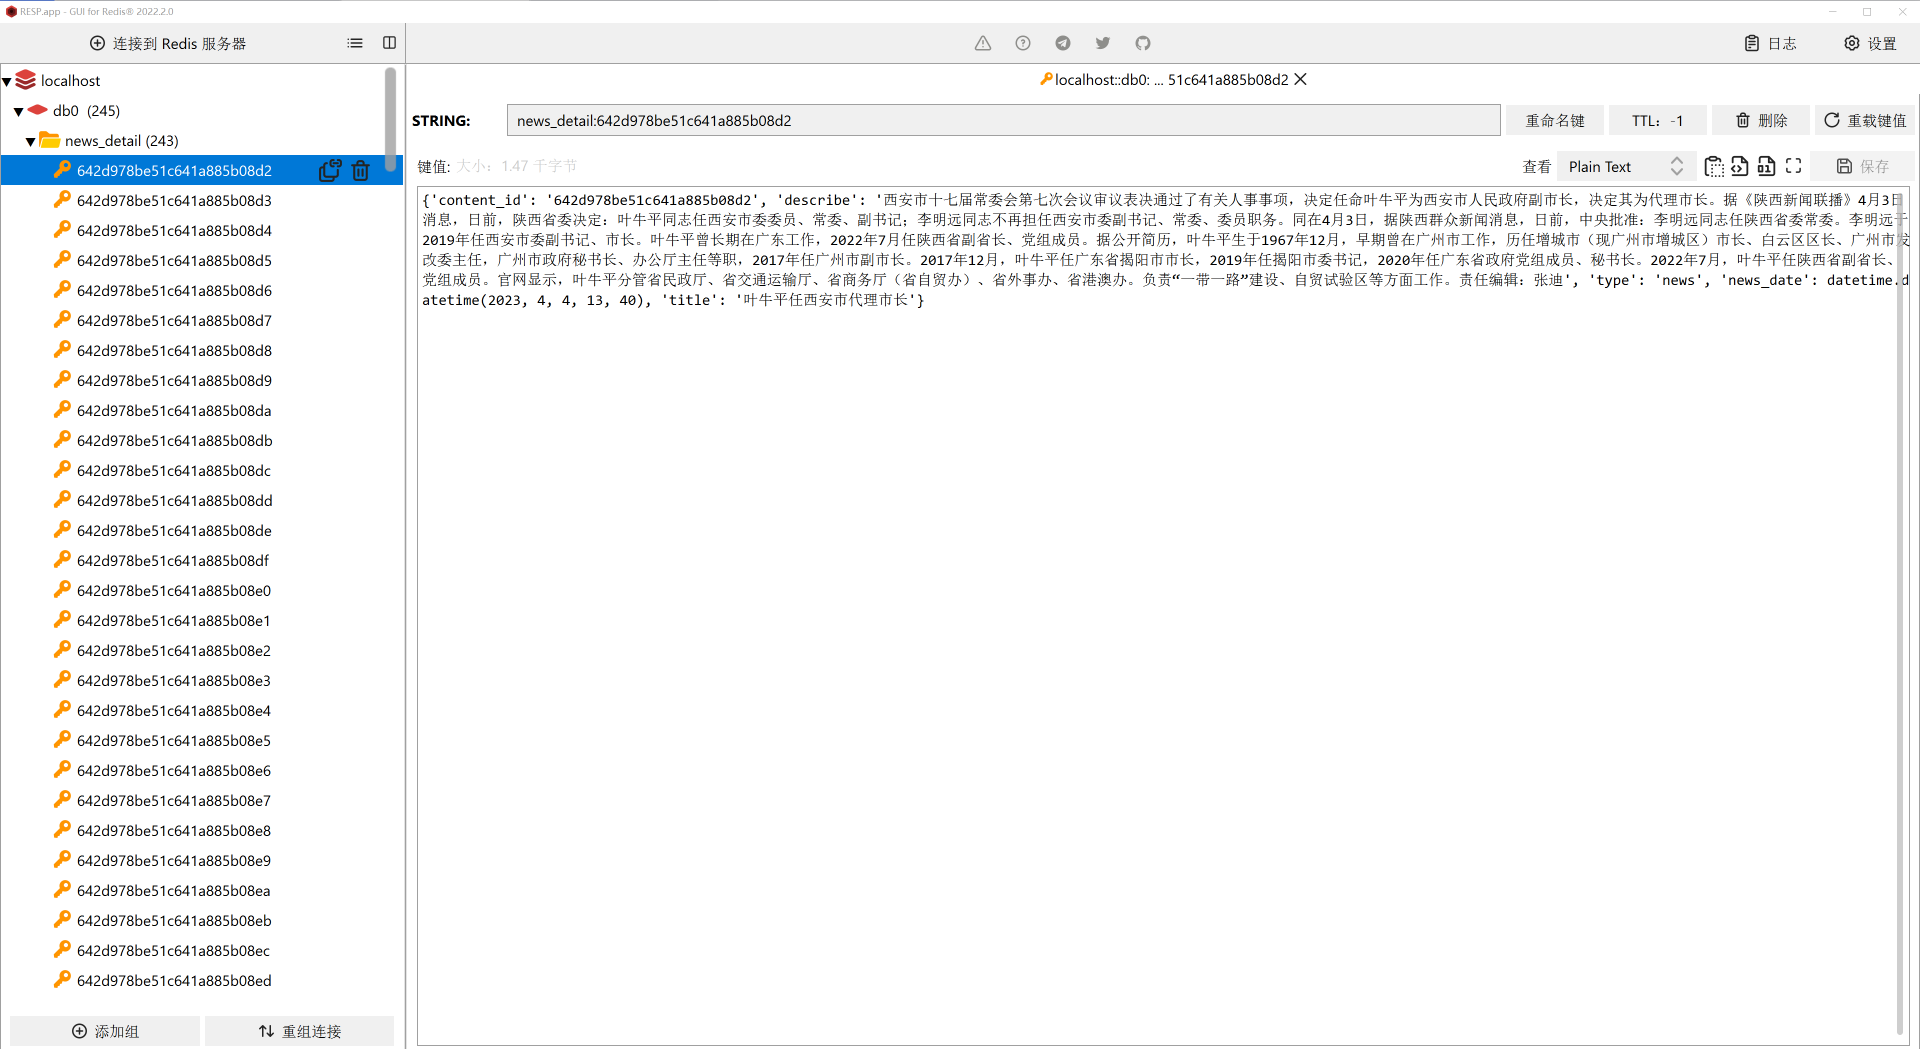 RESP.app - GUI for Redis® 2022.2.0
连接到 Redis 服务器
日志
设置
localhost
db0 (245)
news_detail (243)
642d978be51c641a885b08d2
642d978be51c641a885b08d3
642d978be51c641a885b08d4
642d978be51c641a885b08d5
642d978be51c641a885b08d6
642d978be51c641a885b08d7
642d978be51c641a885b08d8
642d978be51c641a885b08d9
642d978be51c641a885b08da
642d978be51c641a885b08db
642d978be51c641a885b08dc
642d978be51c641a885b08dd
642d978be51c641a885b08de
642d978be51c641a885b08df
642d978be51c641a885b08e0
642d978be51c641a885b08e1
642d978be51c641a885b08e2
642d978be51c641a885b08e3
642d978be51c641a885b08e4
642d978be51c641a885b08e5
642d978be51c641a885b08e6
642d978be51c641a885b08e7
642d978be51c641a885b08e8
642d978be51c641a885b08e9
642d978be51c641a885b08ea
642d978be51c641a885b08eb
642d978be51c641a885b08ec
642d978be51c641a885b08ed
添加组
重组连接
localhost::db0: ... 51c641a885b08d2
STRING:
news_detail:642d978be51c641a885b08d2
重命名键
TTL: -1
删除
重载键值
键值: 大小: 1.47 千字节
查看
Plain Text
保存
{'content_id': '642d978be51c641a885b08d2', 'describe': '西安市十七届常委会第七次会议审议表决通过了有关人事事项，决定任命叶牛平为西安市人民政府副市长，决定其为代理市长。据《陕西新闻联播》4月3日
消息，日前，陕西省委决定：叶牛平同志任西安市委委员、常委、副书记；李明远同志不再担任西安市委副书记、常委、委员职务。同在4月3日，据陕西群众新闻消息，日前，中央批准：李明远同志任陕西省委常委。李明远于
2019年任西安市委副书记、市长。叶牛平曾长期在广东工作，2022年7月任陕西省副省长、党组成员。据公开简历，叶牛平生于1967年12月，早期曾在广州市工作，历任增城市（现广州市增城区）市长、白云区区长、广州市发
改委主任，广州市政府秘书长、办公厅主任等职，2017年任广州市副市长。2017年12月，叶牛平任广东省揭阳市市长，2019年任揭阳市委书记，2020年任广东省政府党组成员、秘书长。2022年7月，叶牛平任陕西省副省长、
党组成员。官网显示，叶牛平分管省民政厅、省交通运输厅、省商务厅（省自贸办）、省外事办、省港澳办。负责“一带一路”建设、自贸试验区等方面工作。责任编辑：张迪', 'type': 'news', 'news_date': datetime.d
atetime(2023, 4, 4, 13, 40), 'title': '叶牛平任西安市代理市长'}